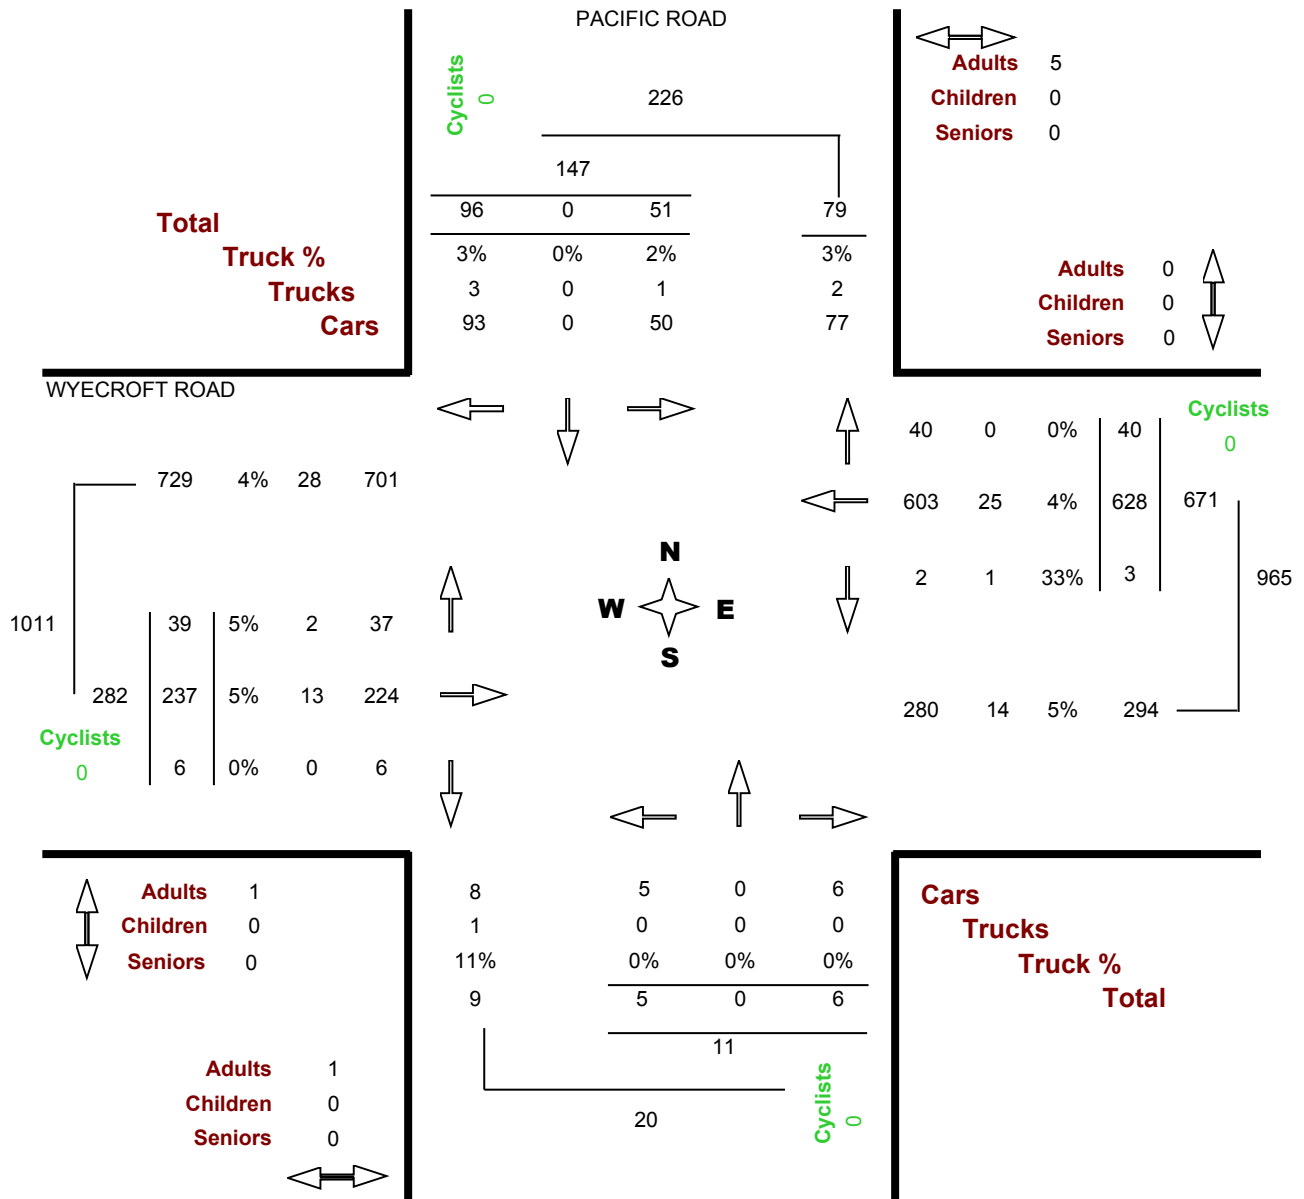 PACIFIC ROAD
Cyclists
0
226
Adults 5
Children 0
Seniors 0
147
Total 96 0 51 79
Truck % 3% 0% 2% 3%
Trucks 3 0 1 2
Cars 93 0 50 77
Adults 0
Children 0
Seniors 0
WYECROFT ROAD
Cyclists
0
40 0 0% 40
729 4% 28 701
603 25 4% 628 671
N
2 1 33% 3
965
W E
S
1011
39 5% 2 37
282 237 5% 13 224
280 14 5% 294
Cyclists
0
6 0% 0 6
Adults 1
Children 0
Seniors 0
8 5 0 6 Cars
1 0 0 0 Trucks
11% 0% 0% 0% Truck %
9 5 0 6 Total
11
Adults 1
Children 0
Seniors 0
20
Cyclists
0